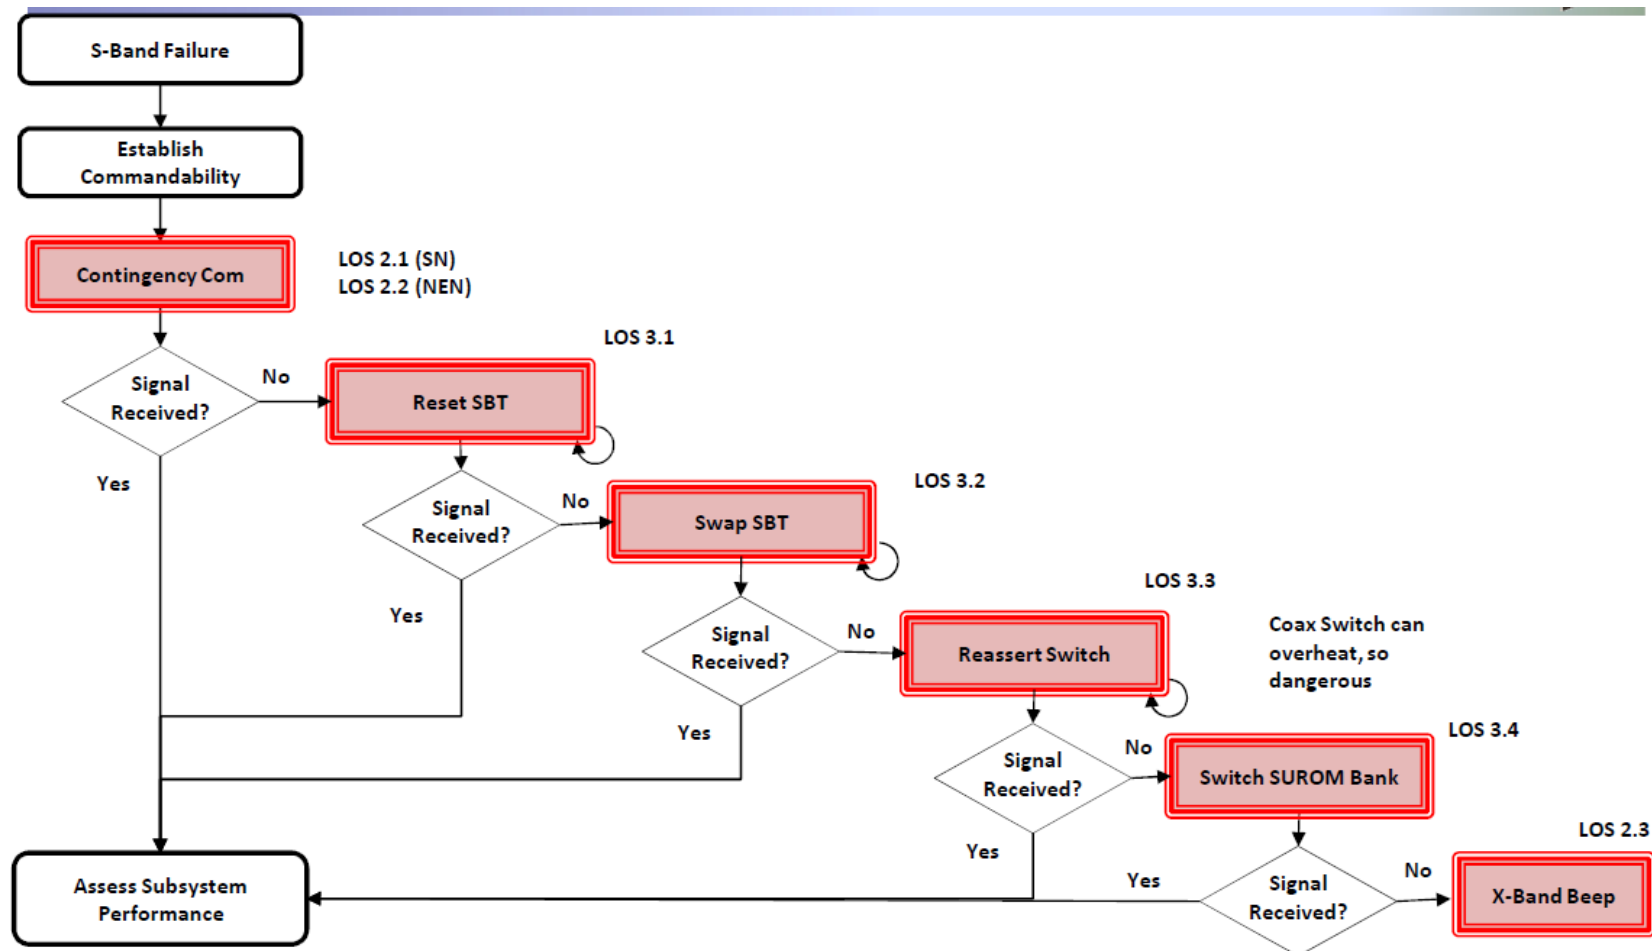 S-Band Failure
Establish
Commandability
Contingency Com
LOS 2.1 (SN)
LOS 2.2 (NEN)
Signal
Received?
No
Yes
LOS 3.1
Reset SBT
Signal
Received?
No
Yes
LOS 3.2
Swap SBT
Signal
Received?
No
Yes
LOS 3.3
Reassert Switch
Coax Switch can
overheat, so
dangerous
Signal
Received?
No
Yes
LOS 3.4
Switch SUROM Bank
Signal
Received?
No
Yes
LOS 2.3
X-Band Beep
Assess Subsystem
Performance